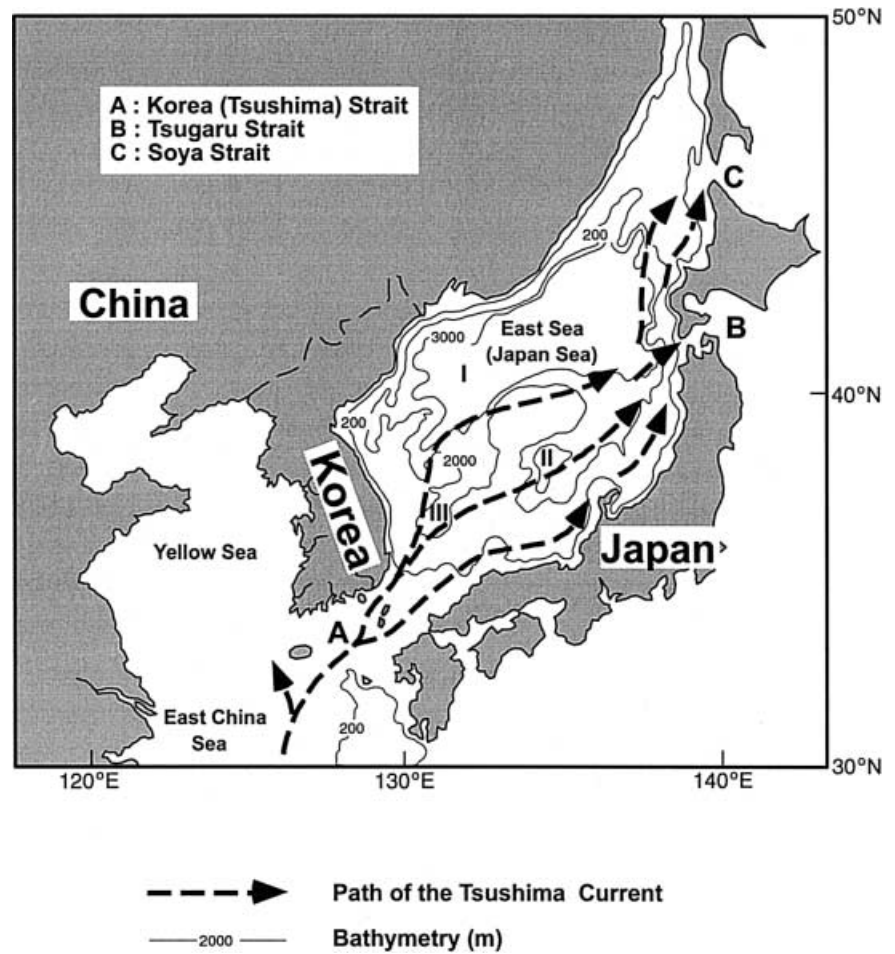 50°N
A : Korea (Tsushima) Strait
B : Tsugaru Strait
C : Soya Strait
C
200
China
B
East Sea
(Japan Sea)
3000
I
40°N
200
Korea
2000
II
III
Yellow Sea
Japan
A
East China
Sea
200
30°N
120°E
130°E
140°E
Path of the Tsushima Current
2000
Bathymetry (m)